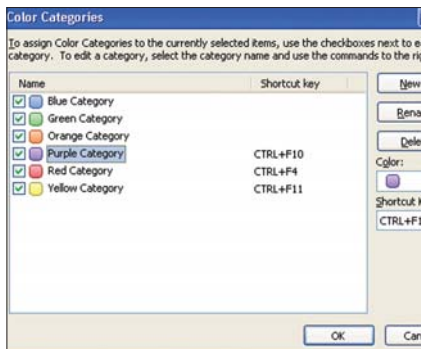 Color Categories
To assign Color Categories to the currently selected items, use the checkboxes next to e
category. To edit a category, select the category name and use the commands to the rig
Name Shortcut key
Blue Category
Green Category
Orange Category
Purple Category CTRL+F10
Red Category CTRL+F4
Yellow Category CTRL+F11
New
Rena
Dele
Color:
Shortcut K
CTRL+F1
OK Can